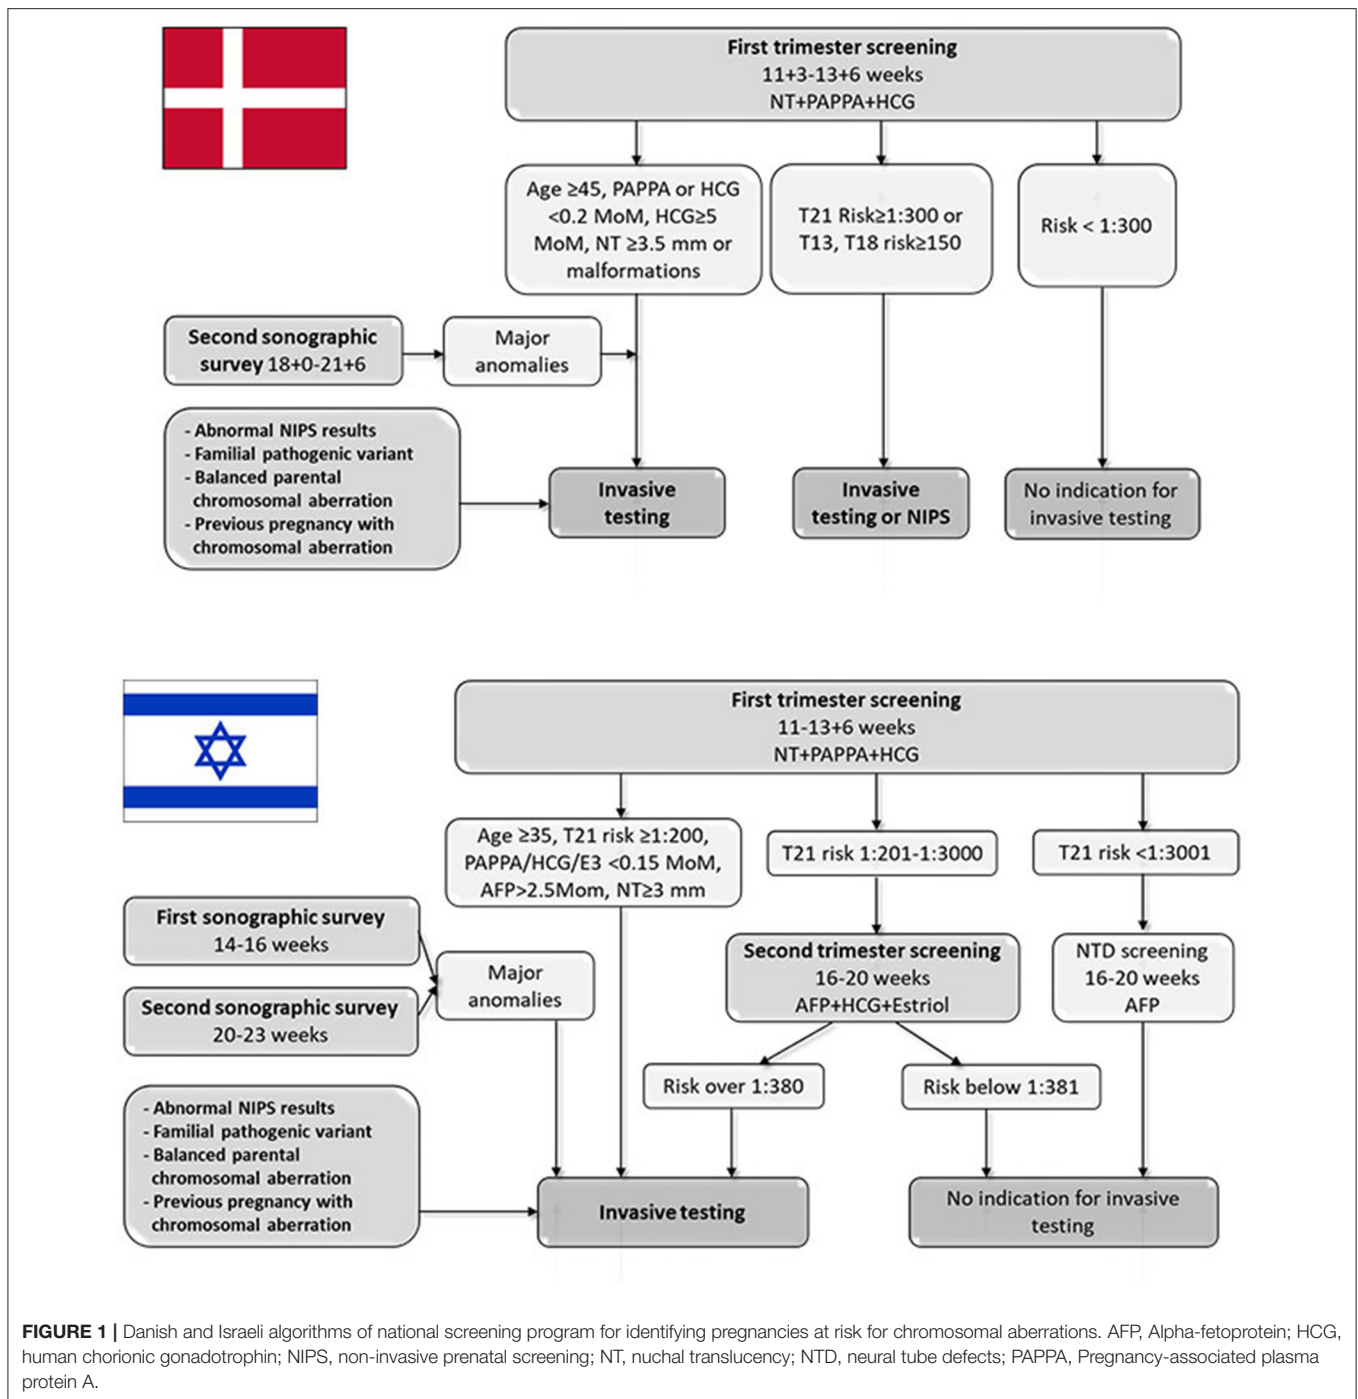 First trimester screening
11+3-13+6 weeks
NT+PAPPA+HCG
Age ≥45, PAPPA or HCG
<0.2 MoM, HCG≥5
MoM, NT ≥3.5 mm or
malformations
T21 Risk≥1:300 or
T13, T18 risk≥150
Risk < 1:300
Second sonographic
survey 18+0-21+6
Major
anomalies
- Abnormal NIPS results
- Familial pathogenic variant
- Balanced parental
chromosomal aberration
- Previous pregnancy with
chromosomal aberration
Invasive
testing
Invasive
testing or NIPS
No indication for
invasive testing
First trimester screening
11-13+6 weeks
NT+PAPPA+HCG
Age ≥35, T21 risk ≥1:200,
PAPPA/HCG/E3 <0.15 MoM,
AFP>2.5Mom, NT≥3 mm
T21 risk 1:201-1:3000
T21 risk <1:3001
First sonographic survey
14-16 weeks
Second sonographic survey
20-23 weeks
Major
anomalies
Second trimester screening
16-20 weeks
AFP+HCG+Estriol
NTD screening
16-20 weeks
AFP
Risk over 1:380
Risk below 1:381
- Abnormal NIPS results
- Familial pathogenic variant
- Balanced parental
chromosomal aberration
- Previous pregnancy with
chromosomal aberration
Invasive testing
No indication for invasive
testing
FIGURE 1 | Danish and Israeli algorithms of national screening program for identifying pregnancies at risk for chromosomal aberrations. AFP, Alpha-fetoprotein; HCG,
human chorionic gonadotrophin; NIPS, non-invasive prenatal screening; NT, nuchal translucency; NTD, neural tube defects; PAPPA, Pregnancy-associated plasma
protein A.